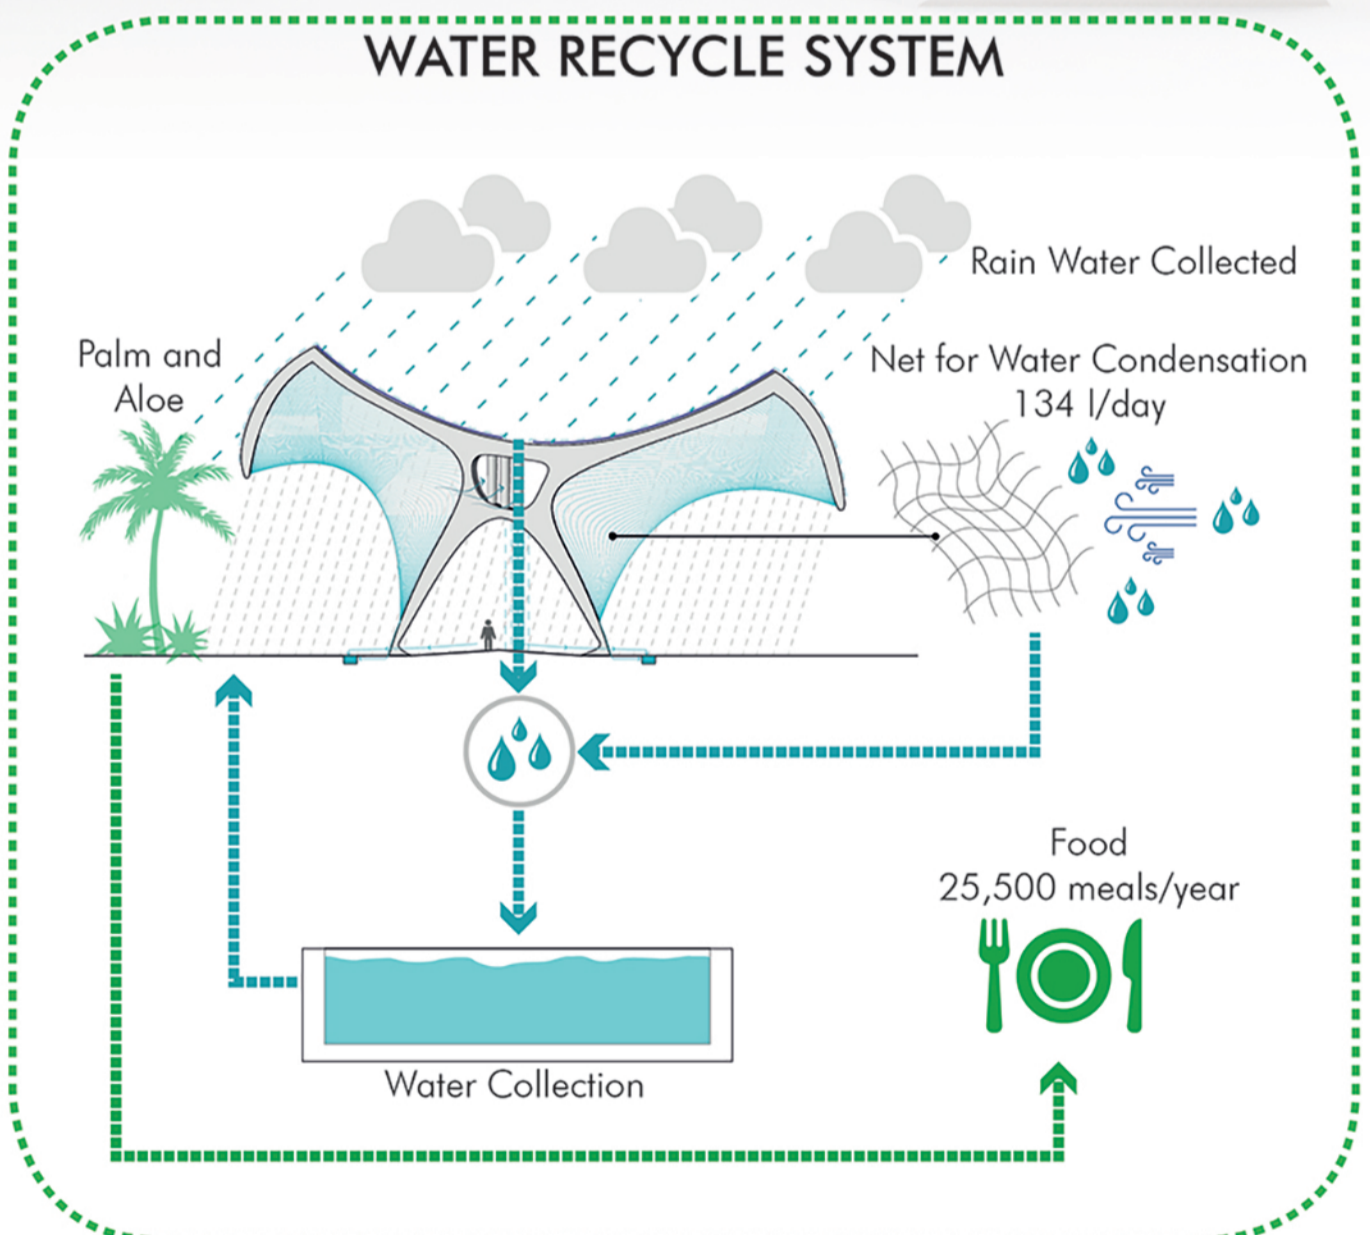 WATER RECYCLE SYSTEM
Rain Water Collected
Palm and
Aloe
Net for Water Condensation
134 l/day
Food
25,500 meals/year
Water Collection